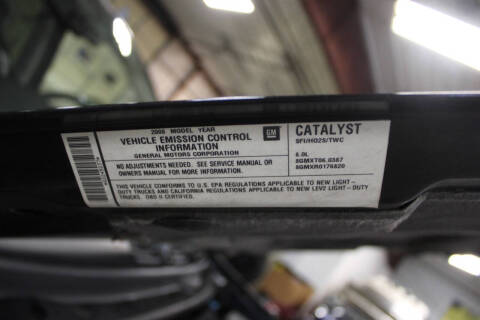 2008 MODEL YEAR
VEHICLE EMISSION CONTROL
INFORMATION
GENERAL MOTORS CORPORATION
GM
NO ADJUSTMENTS NEEDED. SEE SERVICE MANUAL OR
OWNERS MANUAL FOR MORE INFORMATION.
CATALYST
SFI/HO2S/TWC
6.0L
8GMXT06.0387
8GMXR0176820
THIS VEHICLE CONFORMS TO U.S. EPA REGULATIONS APPLICABLE TO NEW LIGHT-
DUTY TRUCKS AND CALIFORNIA REGULATIONS APPLICABLE TO NEW LEV2 LIGHT-DUTY
TRUCKS. OBD II CERTIFIED.